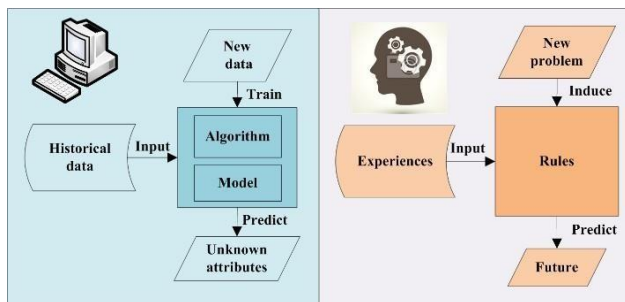 New
data
Train
Historical
data
Input
Algorithm
Model
Predict
Unknown
attributes
New
problem
Induce
Experiences
Input
Rules
Predict
Future